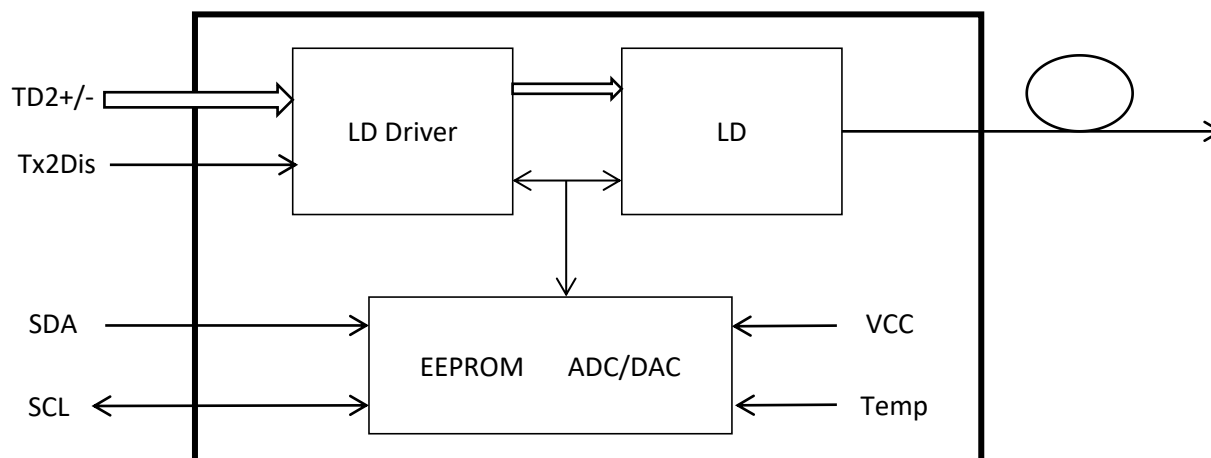 TD2+/-
LD Driver
LD
Tx2Dis
SDA
VCC
EEPROM ADC/DAC
SCL
Temp